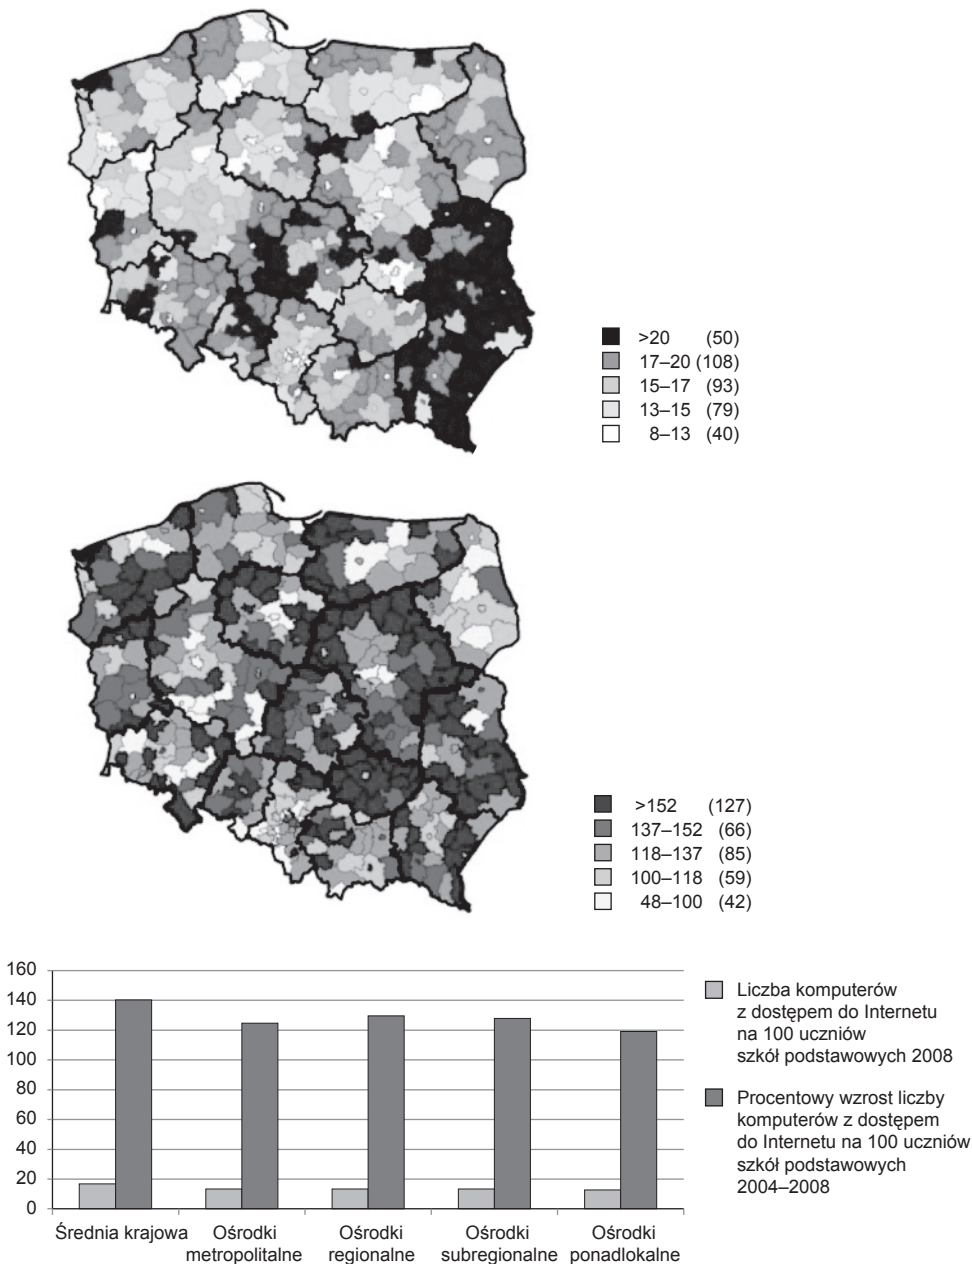 >20 (50)
17–20 (108)
15–17 (93)
13–15 (79)
8–13 (40)
>152 (127)
137–152 (66)
118–137 (85)
100–118 (59)
48–100 (42)
160
140
120
100
80
60
40
20
0
Średnia krajowa
Ośrodki
metropolitalne
Ośrodki
regionalne
Ośrodki
subregionalne
Ośrodki
ponadlokalne
Liczba komputerów
z dostępem do Internetu
na 100 uczniów
szkół podstawowych 2008
Procentowy wzrost liczby
komputerów z dostępem
do Internetu na 100 uczniów
szkół podstawowych
2004–2008